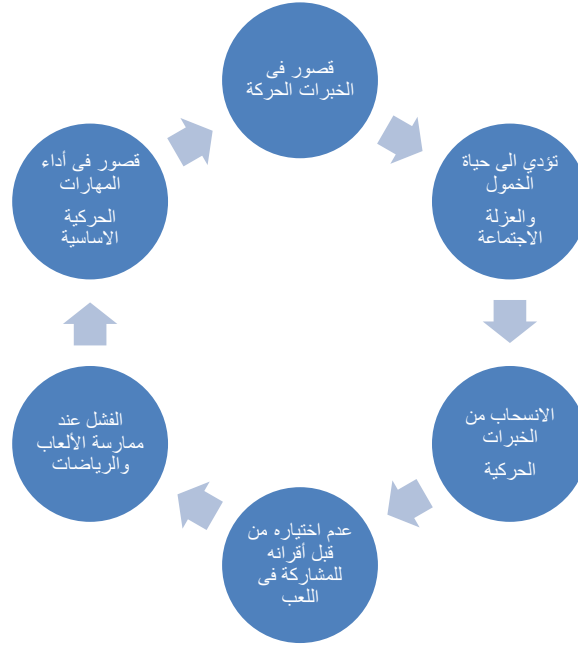 قصور فى
الخبرات الحركة
تؤدي الى حياة
الخمول
والعزلة
الاجتماعة
الانسحاب من
الخبرات
الحركية
عدم اختياره من
قبل أقرانه
للمشاركة فى
اللعب
الفشل عند
ممارسة الألعاب
والرياضات
قصور فى أداء
المهارات
الحركية
الاساسية